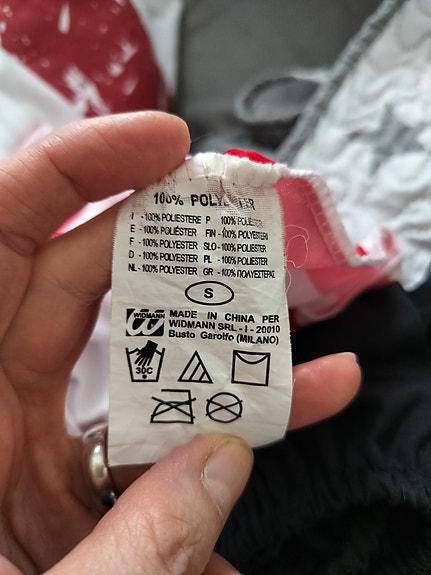 100% POLYESTER
I - 100% POLIESTERE P - 100% POLIÉSTER
E - 100% POLIÉSTER FIN - 100% POLYESTERI
F - 100% POLYESTER SLO - 100% POLIESTER
D - 100% POLYESTER PL - 100% POLIESTER
NL - 100% POLYESTER GR - 100% ΠΟΛΥΕΣΤΕΡΑΣ
S
WIDMANN
MADE IN CHINA PER
WIDMANN SRL - I - 20010
Busto Garolfo (MILANO)
30C